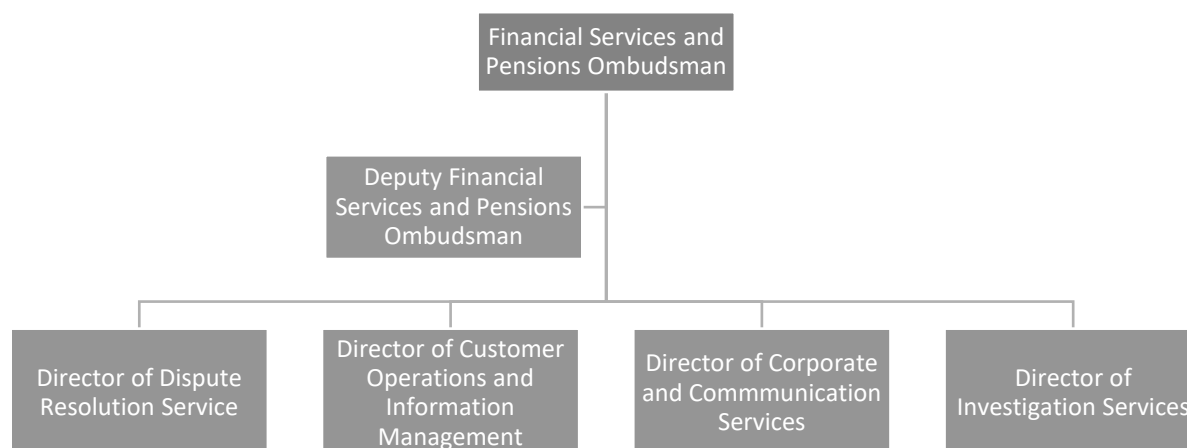 Financial Services and
Pensions Ombudsman
Deputy Financial
Services and Pensions
Ombudsman
Director of Dispute
Resolution Service
Director of Customer
Operations and
Information
Management
Director of Corporate
and Commmunication
Services
Director of
Investigation Services